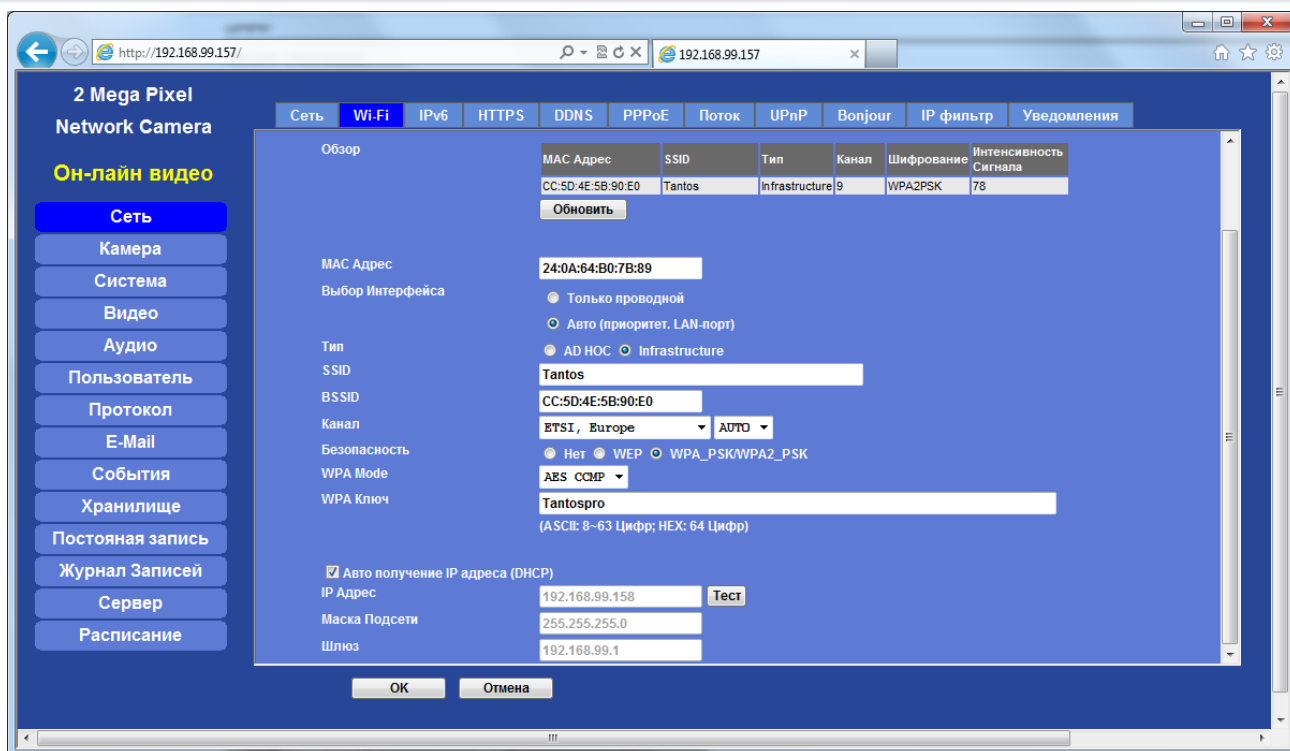 http://192.168.99.157/
192.168.99.157
2 Mega Pixel
Network Camera
Он-лайн видео
Сеть
Камера
Система
Видео
Аудио
Пользователь
Протокол
E-Mail
События
Хранилище
Постояная запись
Журнал Записей
Сервер
Расписание
Сеть Wi-Fi IPv6 HTTPS DDNS PPPoE Поток UPnP Bonjour IP фильтр Уведомления
Обзор
MAC Адрес SSID Тип Канал Шифрование Интенсивность Сигнала
CC:5D:4E:5B:90:E0 Tantos Infrastructure 9 WPA2PSK 78
Обновить
MAC Адрес 24:0A:64:B0:7B:89
Выбор Интерфейса Только проводной
Авто (приоритет. LAN-порт)
Тип AD HOC Infrastructure
SSID Tantos
BSSID CC:5D:4E:5B:90:E0
Канал ETSI, Europe AUTO
Безопасность Нет WEP WPA_PSK/WPA2_PSK
WPA Mode AES CCMP
WPA Ключ Tantospro
(ASCII: 8~63 Цифр; HEX: 64 Цифр)
Авто получение IP адреса (DHCP)
IP Адрес 192.168.99.158 Тест
Маска Подсети 255.255.255.0
Шлюз 192.168.99.1
OK Отмена